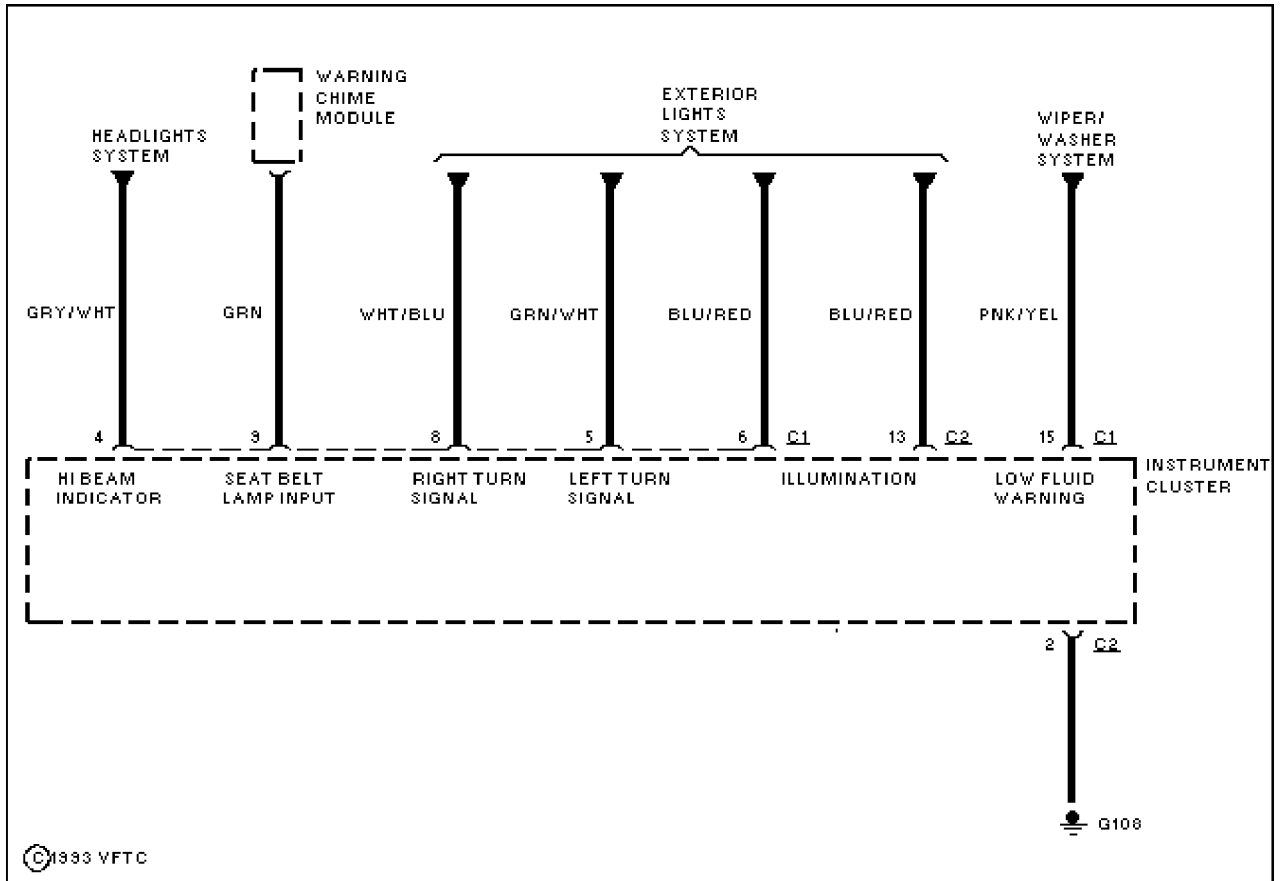 WARNING
CHIME
MODULE
HEADLIGHTS
SYSTEM
EXTERIOR
LIGHTS
SYSTEM
WIPER/
WASHER
SYSTEM
GRY/WHT
GRN
WHT/BLU
GRN/WHT
BLU/RED
BLU/RED
PNK/YEL
4
9
8
5
6
C1
13
C2
15
C1
HI BEAM
INDICATOR
SEAT BELT
LAMP INPUT
RIGHT TURN
SIGNAL
LEFT TURN
SIGNAL
ILLUMINATION
LOW FLUID
WARNING
INSTRUMENT
CLUSTER
2
C2
G108
©1993 VFTC